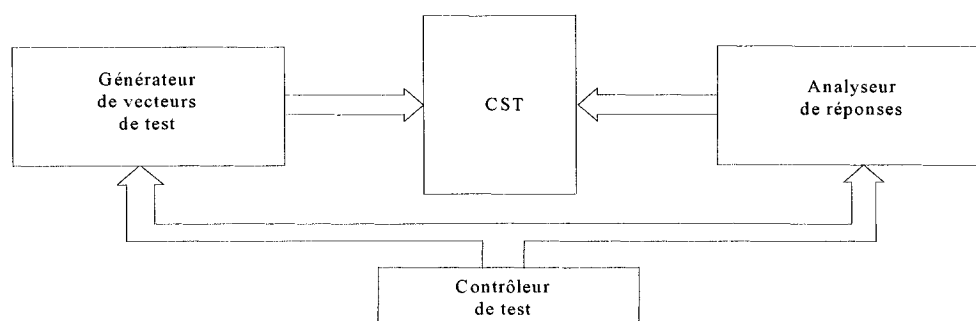 Générateur
de vecteurs
de test
CST
Analyseur
de réponses
Contrôleur
de test